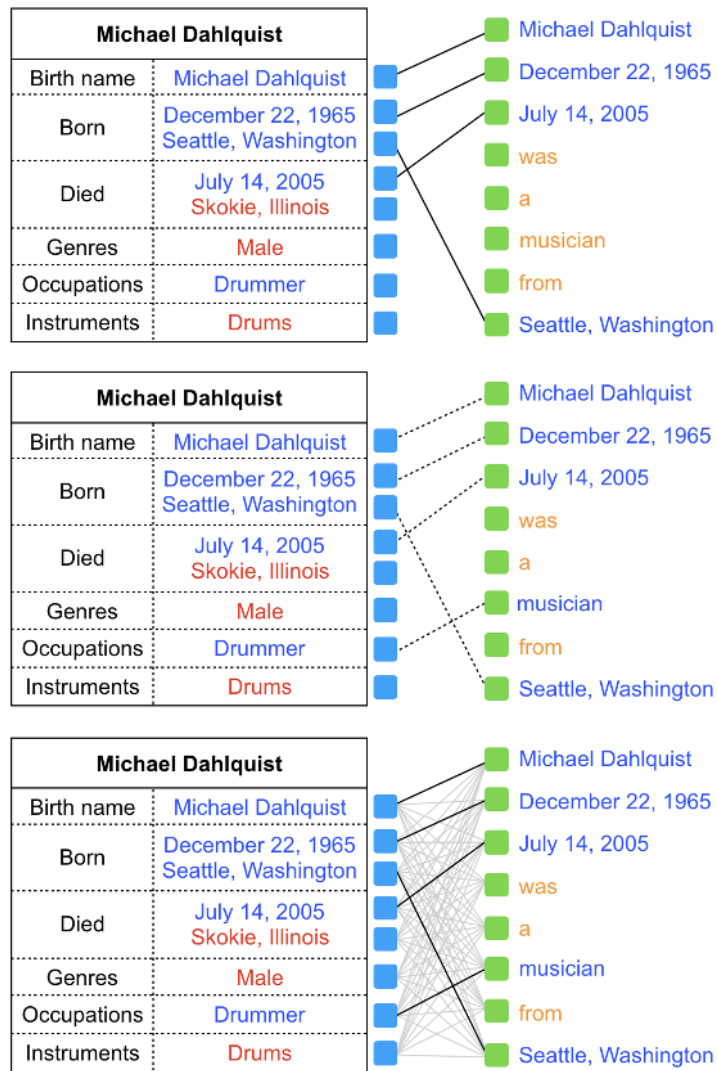 Michael Dahlquist
Birth name Michael Dahlquist
Born December 22, 1965
Seattle, Washington
Died July 14, 2005
Skokie, Illinois
Genres Male
Occupations Drummer
Instruments Drums
Michael Dahlquist
December 22, 1965
July 14, 2005
was
a
musician
from
Seattle, Washington
Michael Dahlquist
Birth name Michael Dahlquist
Born December 22, 1965
Seattle, Washington
Died July 14, 2005
Skokie, Illinois
Genres Male
Occupations Drummer
Instruments Drums
Michael Dahlquist
December 22, 1965
July 14, 2005
was
a
musician
from
Seattle, Washington
Michael Dahlquist
Birth name Michael Dahlquist
Born December 22, 1965
Seattle, Washington
Died July 14, 2005
Skokie, Illinois
Genres Male
Occupations Drummer
Instruments Drums
Michael Dahlquist
December 22, 1965
July 14, 2005
was
a
musician
from
Seattle, Washington